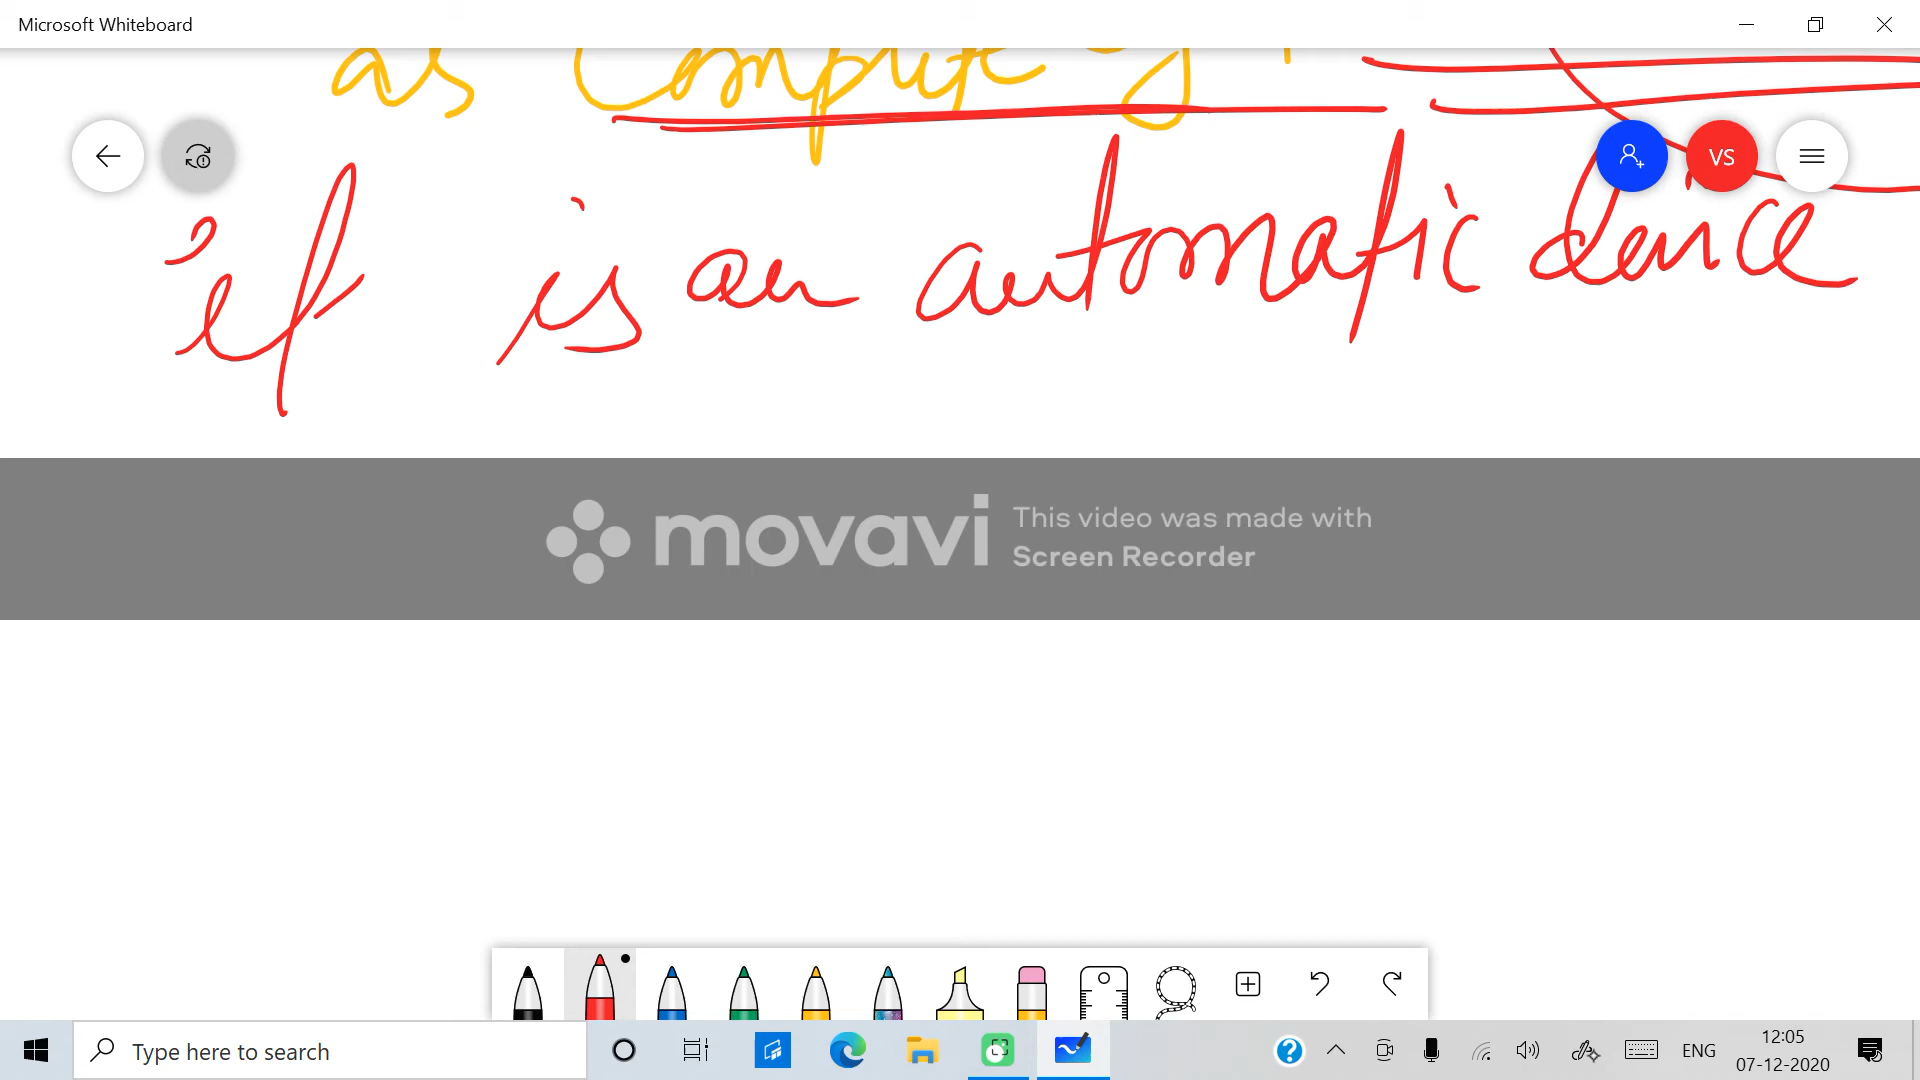 Microsoft Whiteboard
as
VS
it is an automatic device
movavi
This video was made with
Screen Recorder
Type here to search
ENG
12:05
07-12-2020